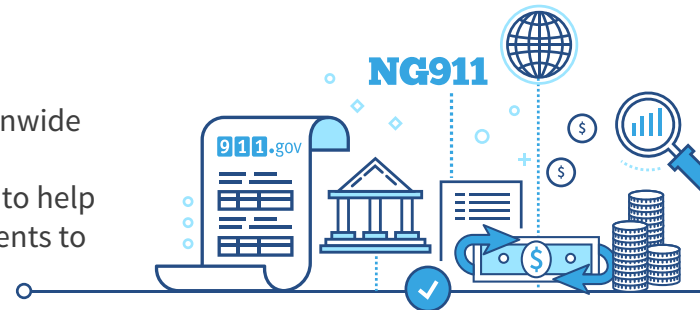 NG911
nwide
$
911.gov
$
to help
ents to
$